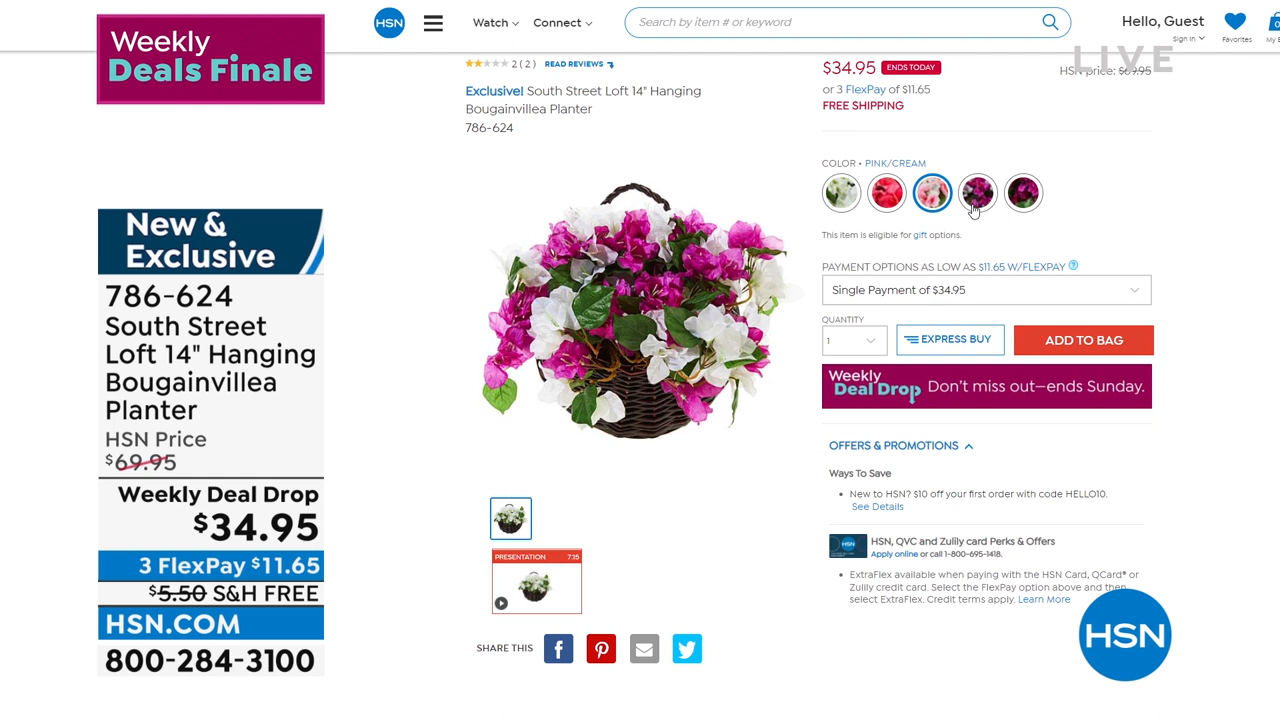 Weekly
Deals Finale
HSN
Watch
Connect
Search by item # or keyword
Hello, Guest
Sign In
Favorites
LIVE
2 ( 2 )
READ REVIEWS
Exclusive! South Street Loft 14" Hanging
Bougainvillea Planter
786-624
$34.95
ENDS TODAY
HSN price: $69.95
or 3 FlexPay of $11.65
FREE SHIPPING
COLOR • PINK/CREAM
This item is eligible for gift options.
PAYMENT OPTIONS AS LOW AS $11.65 W/FLEXPAY ?
Single Payment of $34.95
QUANTITY
1
EXPRESS BUY
ADD TO BAG
Weekly
Deal Drop
Don't miss out—ends Sunday.
OFFERS & PROMOTIONS
Ways To Save
• New to HSN? $10 off your first order with code HELLO10.
See Details
HSN, QVC and Zulily card Perks & Offers
Apply online or call 1-800-695-1418.
• ExtraFlex available when paying with the HSN Card, QCard® or
Zulily credit card. Select the FlexPay option above and then
select ExtraFlex. Credit terms apply. Learn More
New &
Exclusive
786-624
South Street
Loft 14" Hanging
Bougainvillea
Planter
HSN Price
$69.95
Weekly Deal Drop
$34.95
3 FlexPay $11.65
$5.50 S&H FREE
HSN.COM
800-284-3100
PRESENTATION 7:35
SHARE THIS
HSN